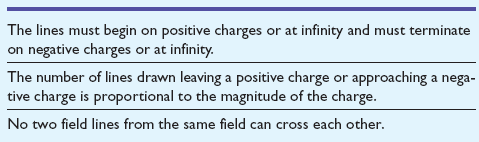 The lines must begin on positive charges or at infinity and must terminate
on negative charges or at infinity.
The number of lines drawn leaving a positive charge or approaching a nega-
tive charge is proportional to the magnitude of the charge.
No two field lines from the same field can cross each other.